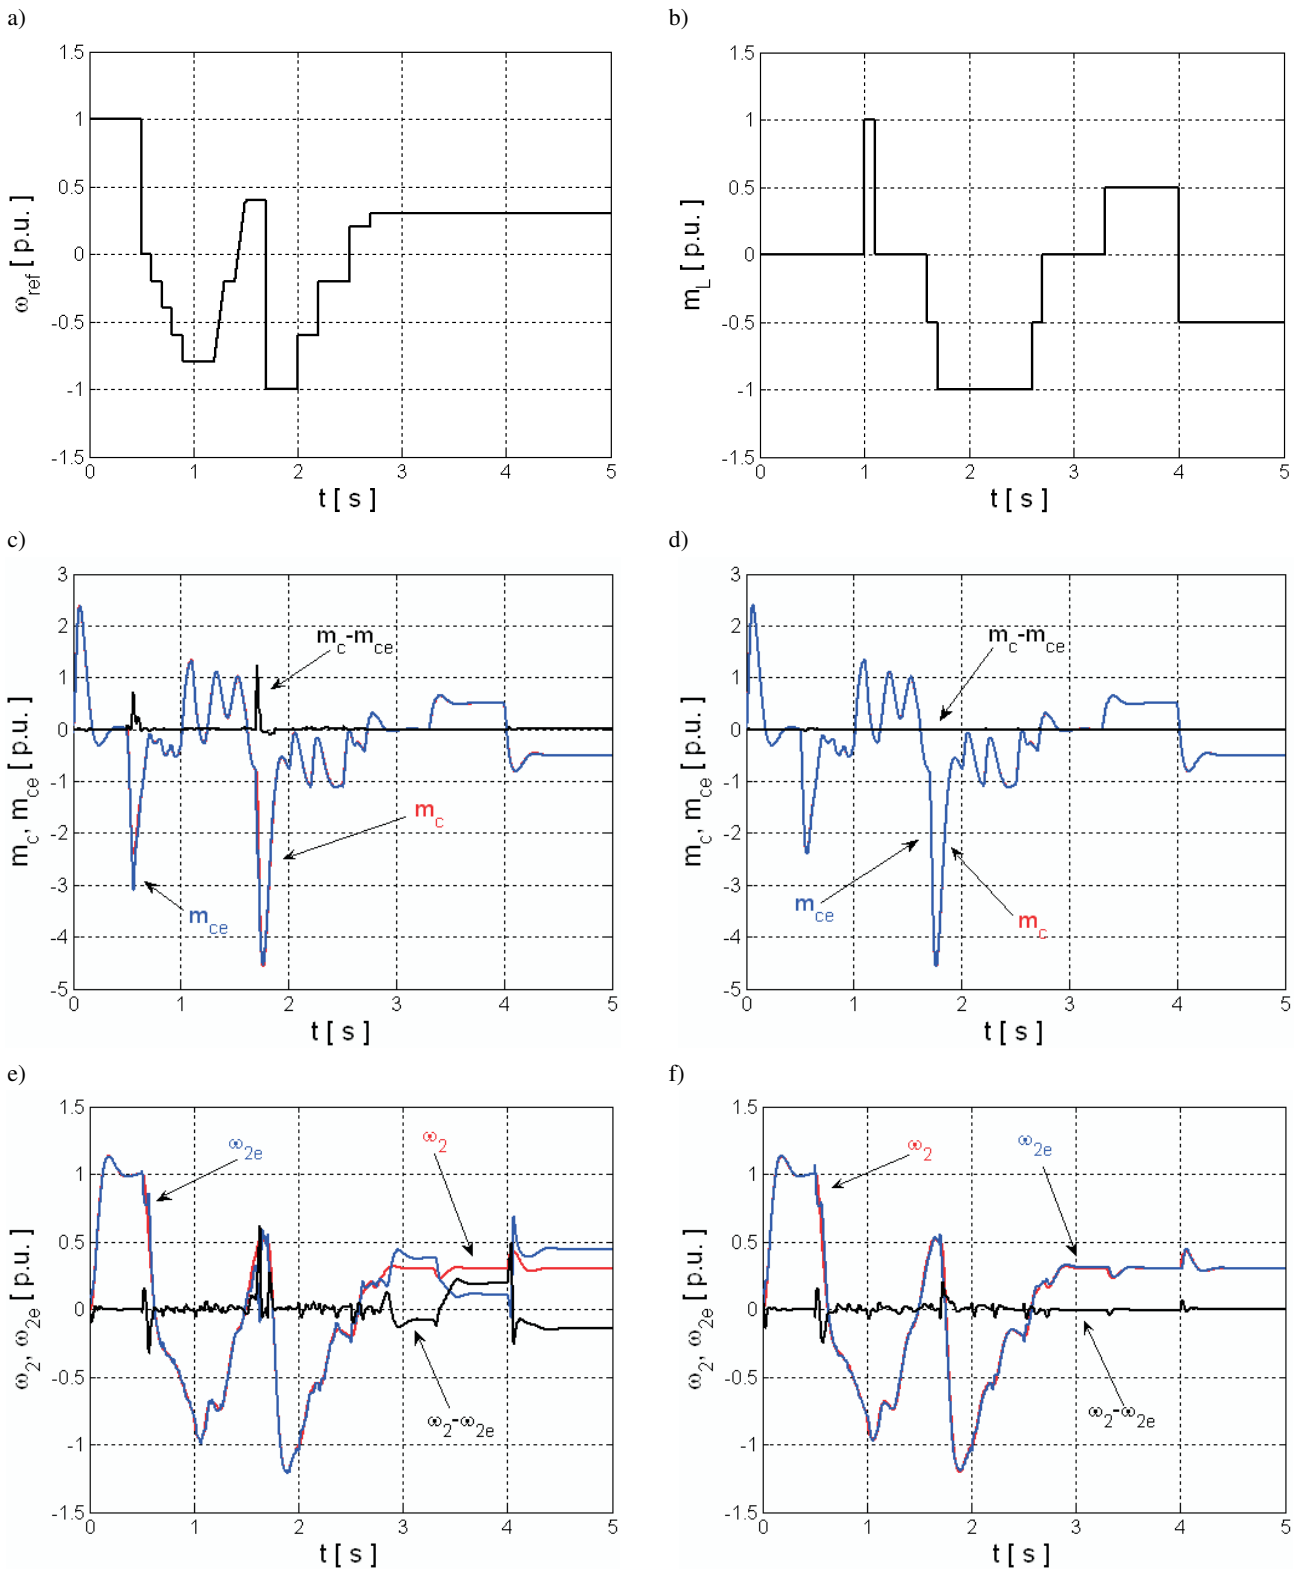 a)
1.5
1
0.5
0
-0.5
-1
-1.5
0 1 2 3 4 5
ω_ref [ p.u. ]
t [ s ]
b)
1.5
1
0.5
0
-0.5
-1
-1.5
0 1 2 3 4 5
m_L [ p.u. ]
t [ s ]
c)
3
2
1
0
-1
-2
-3
-4
-5
0 1 2 3 4 5
m_c, m_ce [ p.u. ]
m_c-m_ce
m_c
m_ce
t [ s ]
d)
3
2
1
0
-1
-2
-3
-4
-5
0 1 2 3 4 5
m_c, m_ce [ p.u. ]
m_c-m_ce
m_ce
m_c
t [ s ]
e)
1.5
1
0.5
0
-0.5
-1
-1.5
0 1 2 3 4 5
ω_2, ω_2e [ p.u. ]
ω_2e
ω_2
ω_2-ω_2e
t [ s ]
f)
1.5
1
0.5
0
-0.5
-1
-1.5
0 1 2 3 4 5
ω_2, ω_2e [ p.u. ]
ω_2
ω_2e
ω_2-ω_2e
t [ s ]